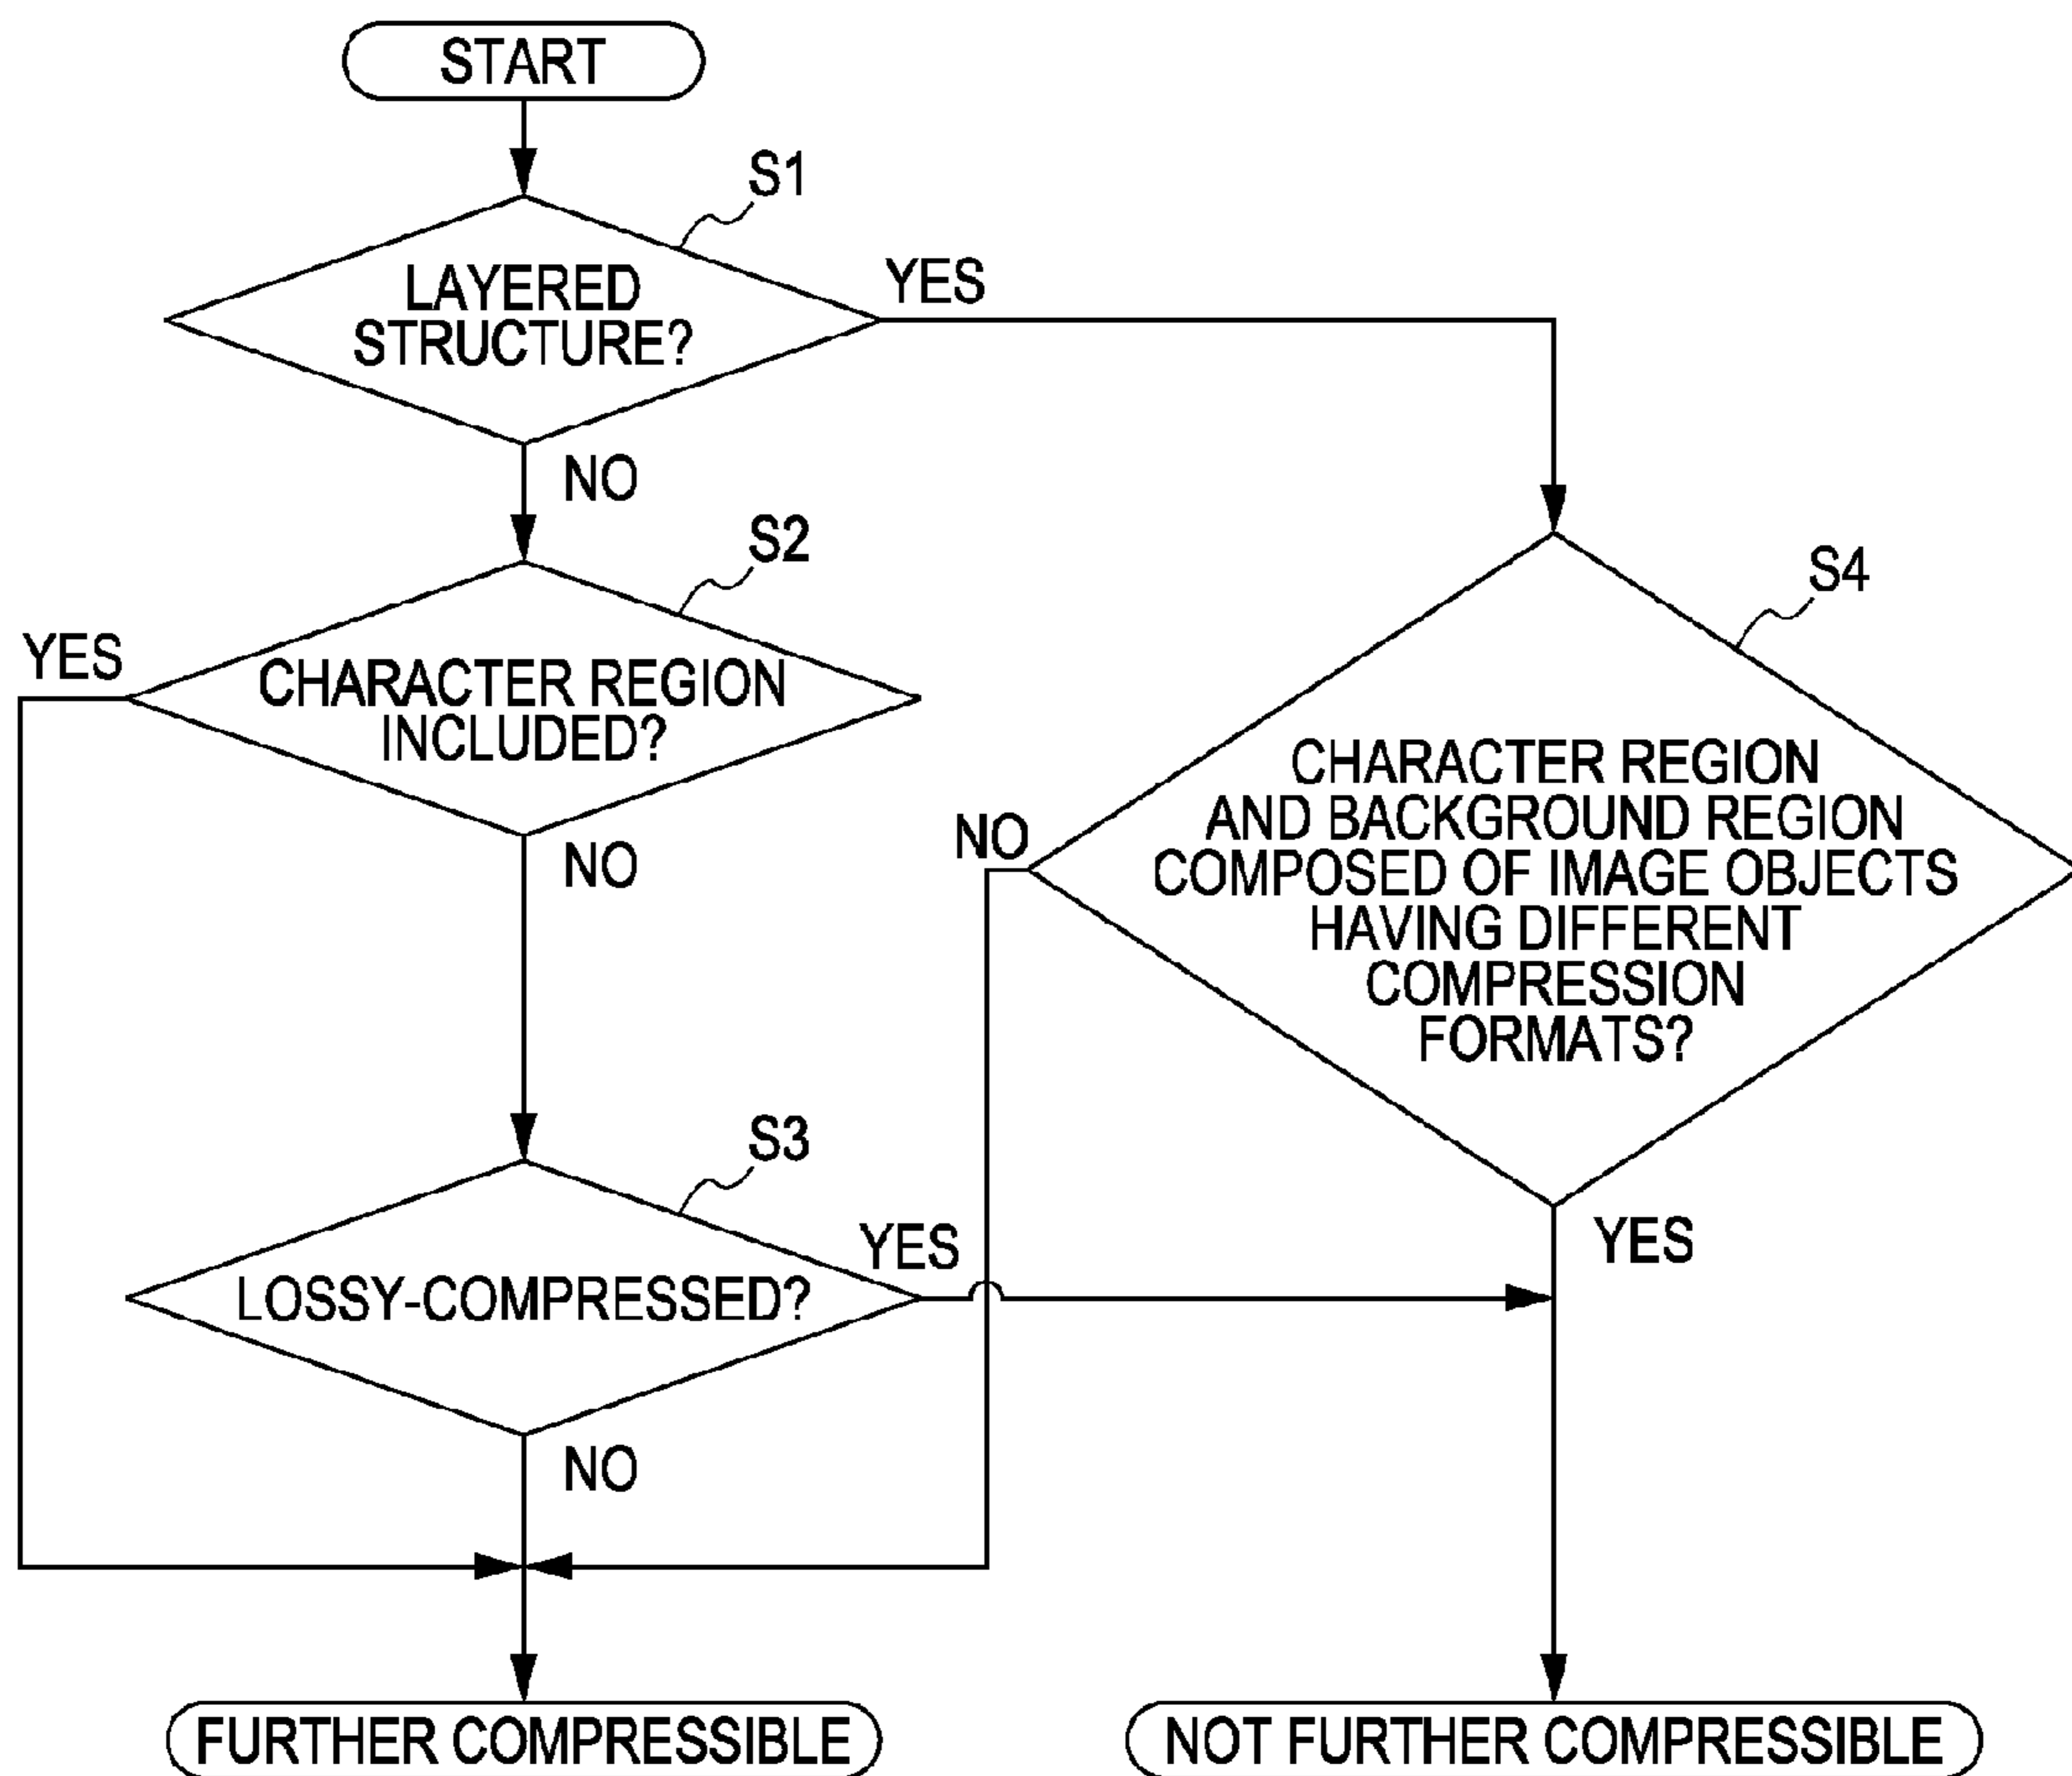 START
S1
LAYERED
STRUCTURE?
YES
NO
S2
YES
CHARACTER REGION
INCLUDED?
NO
S3
LOSSY-COMPRESSED?
YES
NO
S4
CHARACTER REGION
AND BACKGROUND REGION
COMPOSED OF IMAGE OBJECTS
HAVING DIFFERENT
COMPRESSION
FORMATS?
NO
YES
FURTHER COMPRESSIBLE
NOT FURTHER COMPRESSIBLE